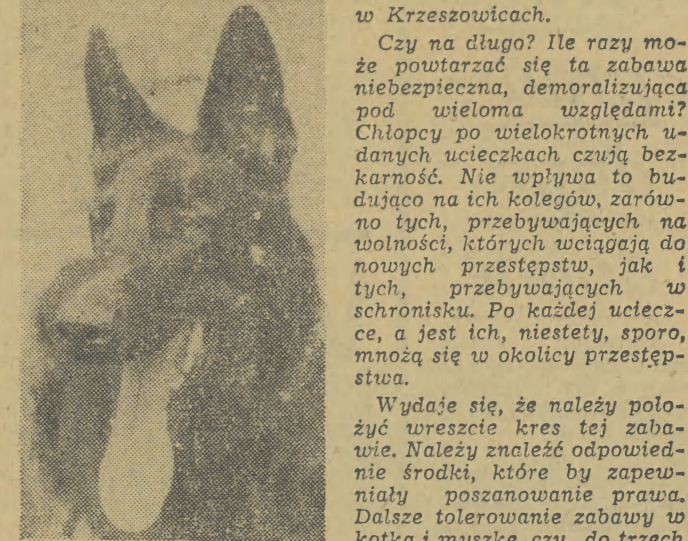 w Krzeszowicach.
Czy na długo? Ile razy mo-
że powtarzać się ta zabawa
niebezpieczna, demoralizująca
pod wieloma względami?
Chłopcy po wielokrotnych u-
danych ucieczkach czują bez-
karność. Nie wpływa to bu-
dująco na ich kolegów, zarów-
no tych, przebywających na
wolności, których wciągają do
nowych przestępstw, jak i
tych, przebywających w
schronisku. Po każdej uciecz-
ce, a jest ich, niestety, sporo,
mnożą się w okolicy przestęp-
stwa.
Wydaje się, że należy poło-
żyć wreszcie kres tej zaba-
wie. Należy znaleźć odpowied-
nie środki, które by zapew-
niały poszanowanie prawa.
Dalsze tolerowanie zabawy w
kotka i myszkę, czy do trzech